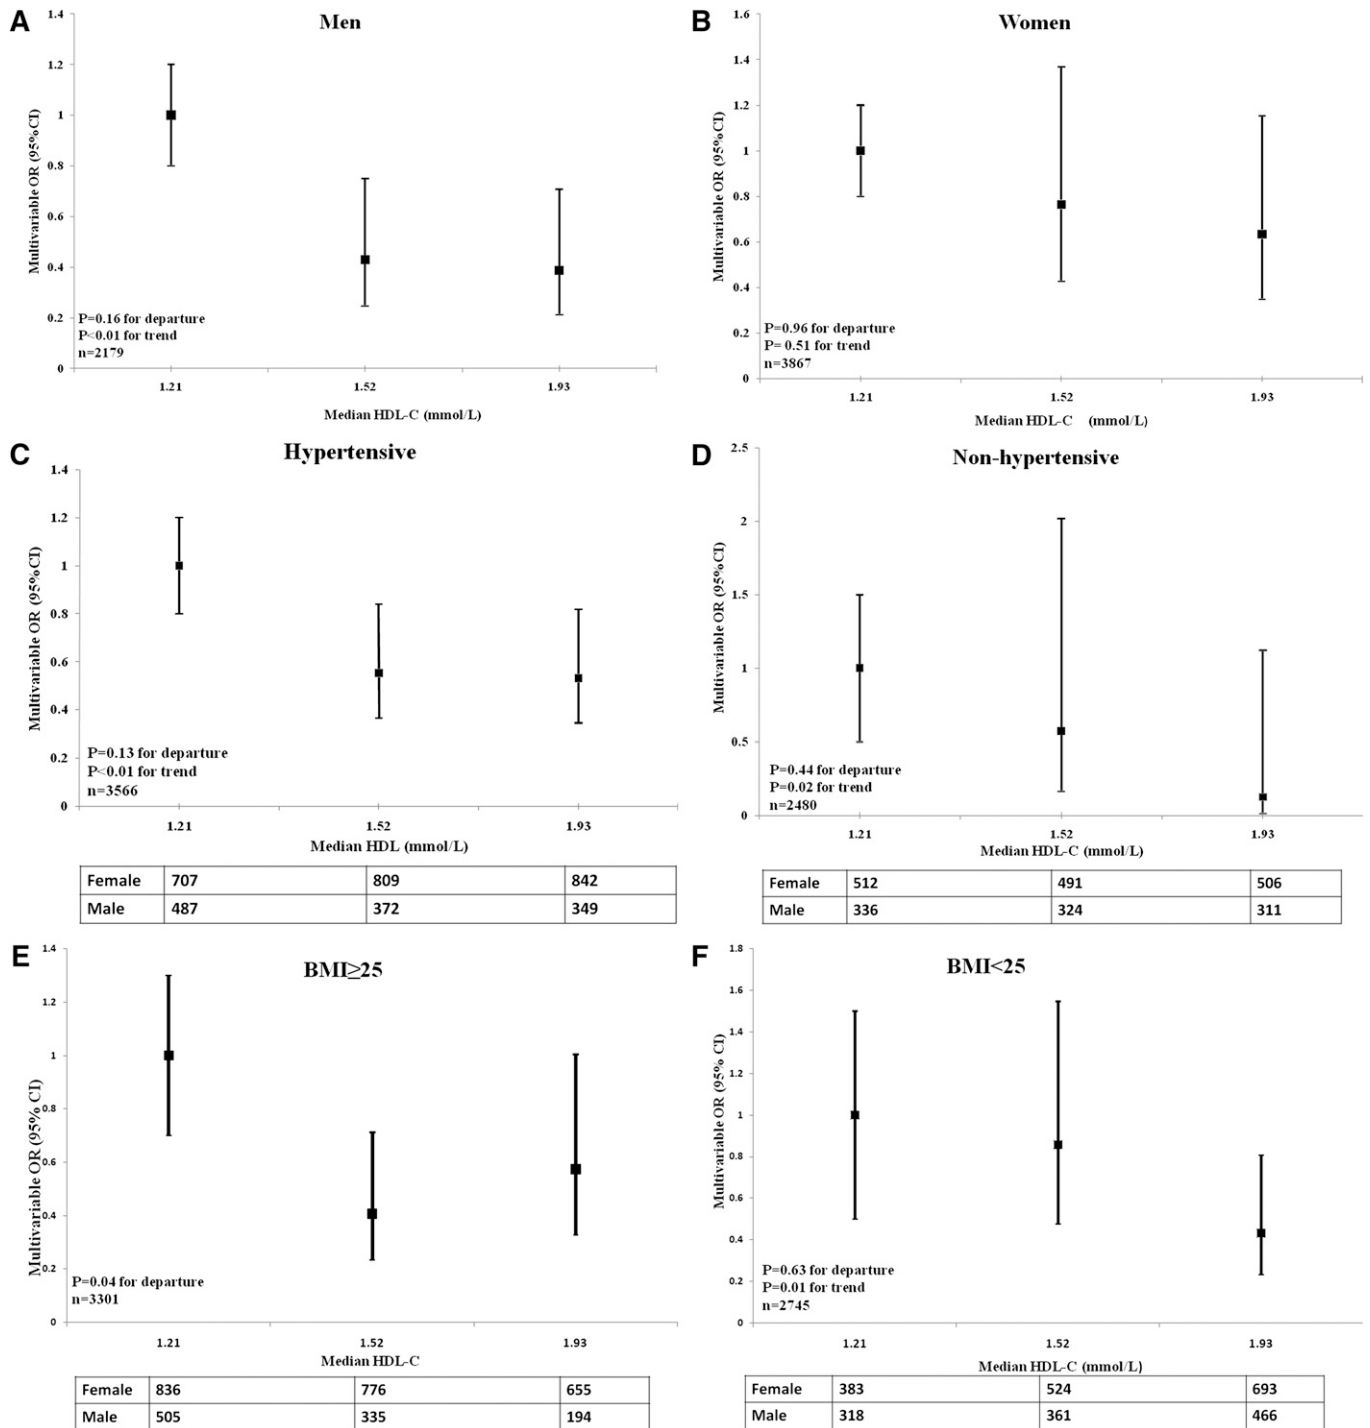 A
Men
Multivariable OR (95%CI)
1.4
1.2
1
0.8
0.6
0.4
0.2
0
P=0.16 for departure
P<0.01 for trend
n=2179
1.21 1.52 1.93
Median HDL-C (mmol/L)
B
Women
Multivariable OR (95%CI)
1.6
1.4
1.2
1
0.8
0.6
0.4
0.2
0
P=0.96 for departure
P= 0.51 for trend
n=3867
1.21 1.52 1.93
Median HDL-C (mmol/L)
C
Hypertensive
Multivariable OR (95%CI)
1.4
1.2
1
0.8
0.6
0.4
0.2
0
P=0.13 for departure
P<0.01 for trend
n=3566
1.21 1.52 1.93
Median HDL (mmol/L)
Female 707 809 842
Male 487 372 349
D
Non-hypertensive
Multivariable OR (95%CI)
2.5
2
1.5
1
0.5
0
P=0.44 for departure
P=0.02 for trend
n=2480
1.21 1.52 1.93
Median HDL-C (mmol/L)
Female 512 491 506
Male 336 324 311
E
BMI≥25
Multivariable OR (95% CI)
1.4
1.2
1
0.8
0.6
0.4
0.2
0
P=0.04 for departure
n=3301
1.21 1.52 1.93
Median HDL-C
Female 836 776 655
Male 505 335 194
F
BMI<25
Multivariable OR (95% CI)
1.8
1.6
1.4
1.2
1
0.8
0.6
0.4
0.2
0
P=0.63 for departure
P=0.01 for trend
n=2745
1.21 1.52 1.93
Median HDL-C (mmol/L)
Female 383 524 693
Male 318 361 466